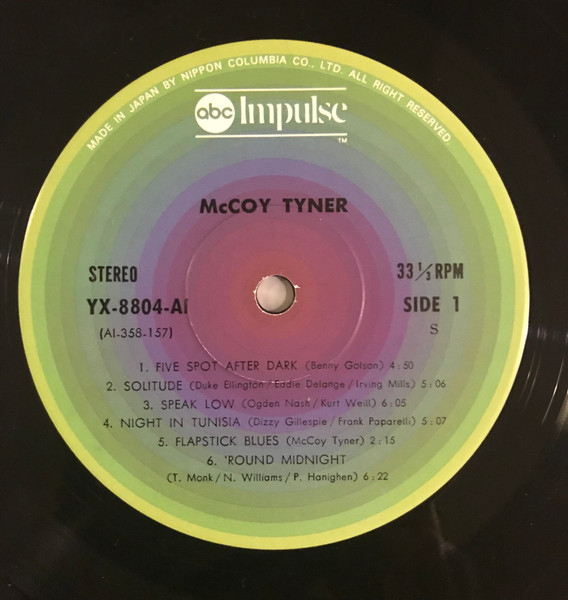 MADE IN JAPAN BY NIPPON COLUMBIA CO., LTD. ALL RIGHT RESERVED.
abc Impulse
TM
McCOY TYNER
STEREO
33 1/3 RPM
YX-8804-AI
SIDE 1
(AI-358-157)
S
1. FIVE SPOT AFTER DARK (Benny Golson) 4:50
2. SOLITUDE (Duke Ellington/Eddie Delange/Irving Mills) 5:06
3. SPEAK LOW (Ogden Nash/Kurt Weill) 6:05
4. NIGHT IN TUNISIA (Dizzy Gillespie/Frank Paparelli) 5:07
5. FLAPSTICK BLUES (McCoy Tyner) 2:15
6. 'ROUND MIDNIGHT
(T. Monk/N. Williams/P. Hanighen) 6:22